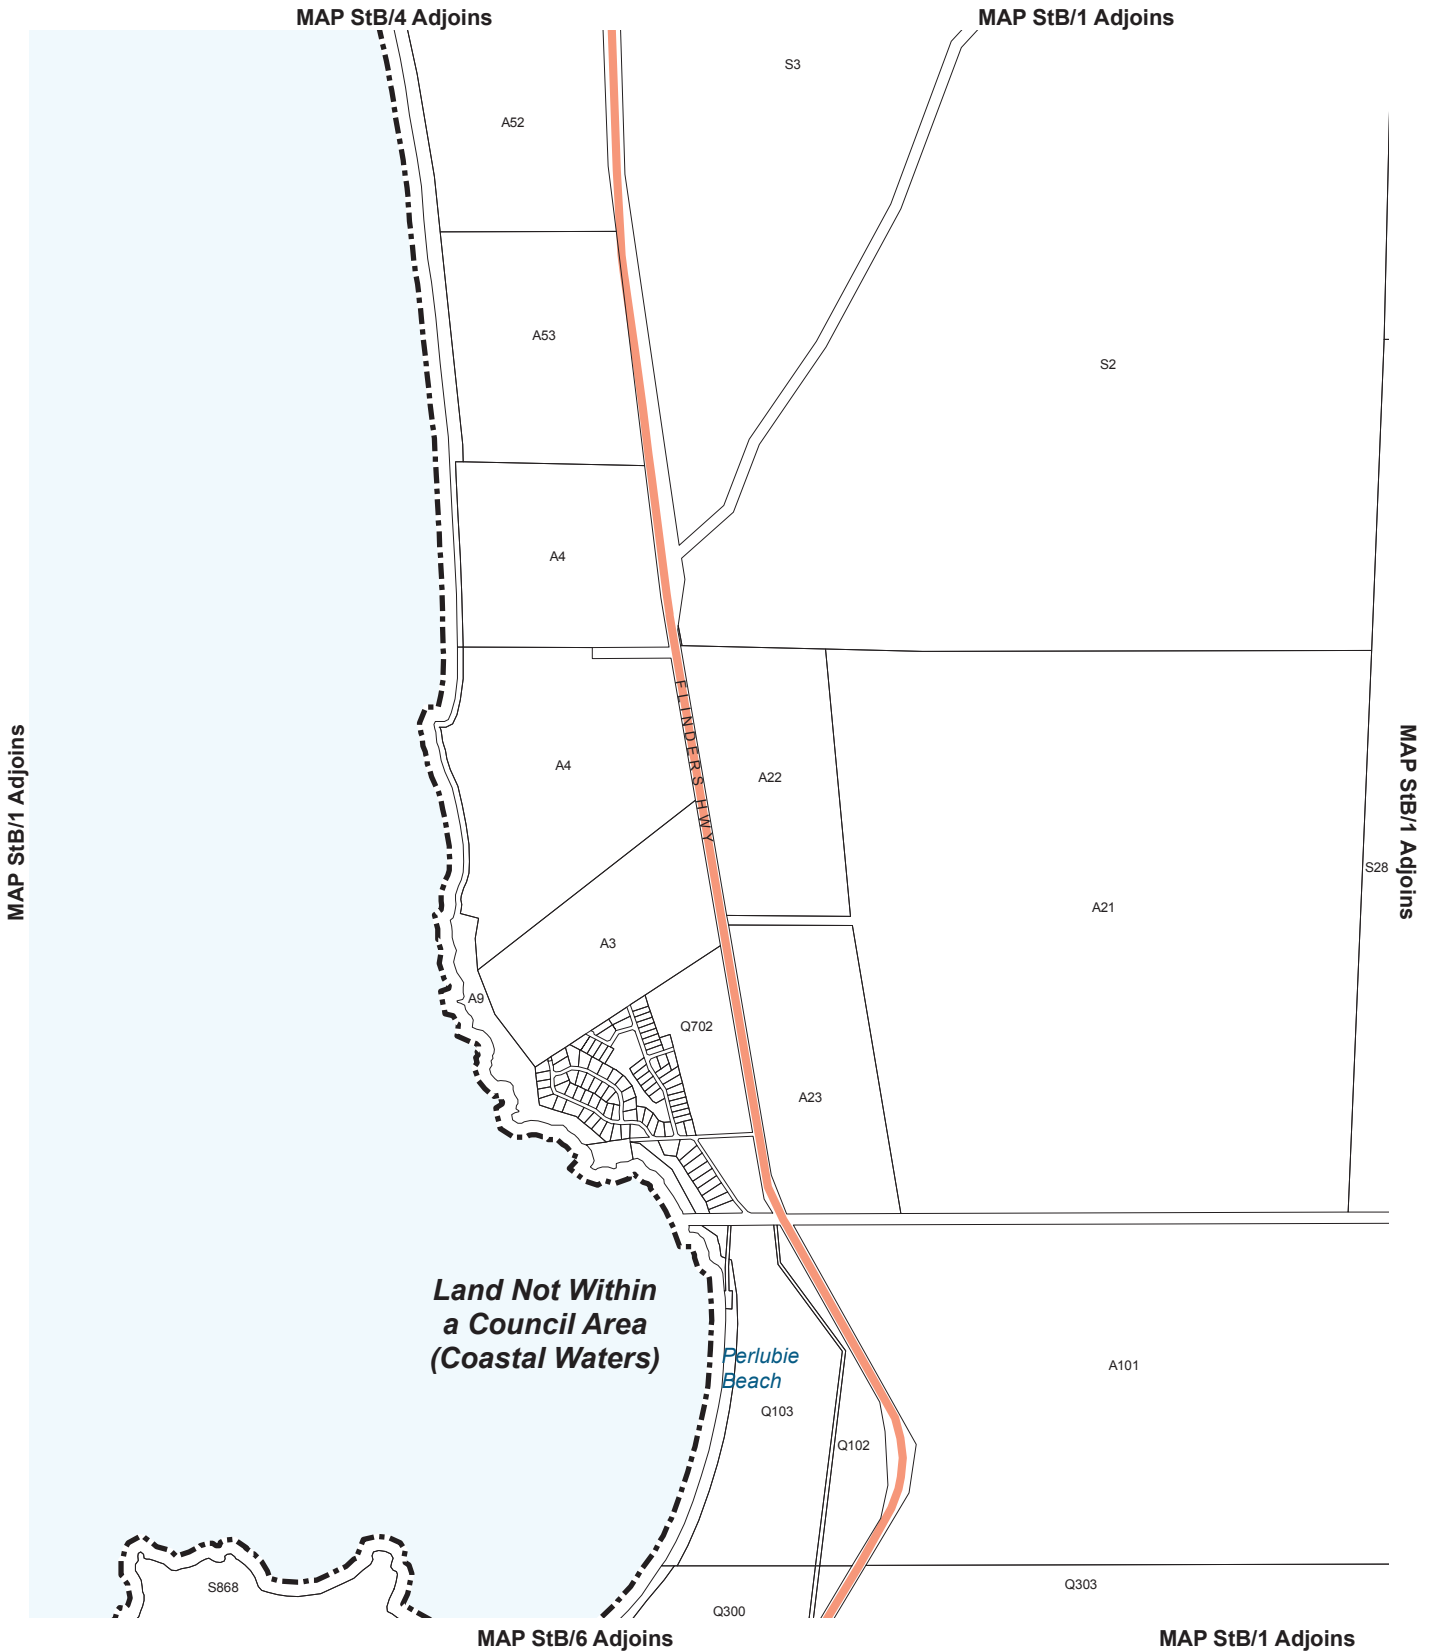 MAP StB/4 Adjoins
MAP StB/1 Adjoins
S3
A52
A53
S2
A4
FLINDERS HWY
A4
A22
MAP StB/1 Adjoins
MAP StB/1 Adjoins
S28
A21
A3
A9
Q702
A23
Land Not Within
a Council Area
(Coastal Waters)
Perlubie
Beach
A101
Q103
Q102
S868
Q303
Q300
MAP StB/6 Adjoins
MAP StB/1 Adjoins